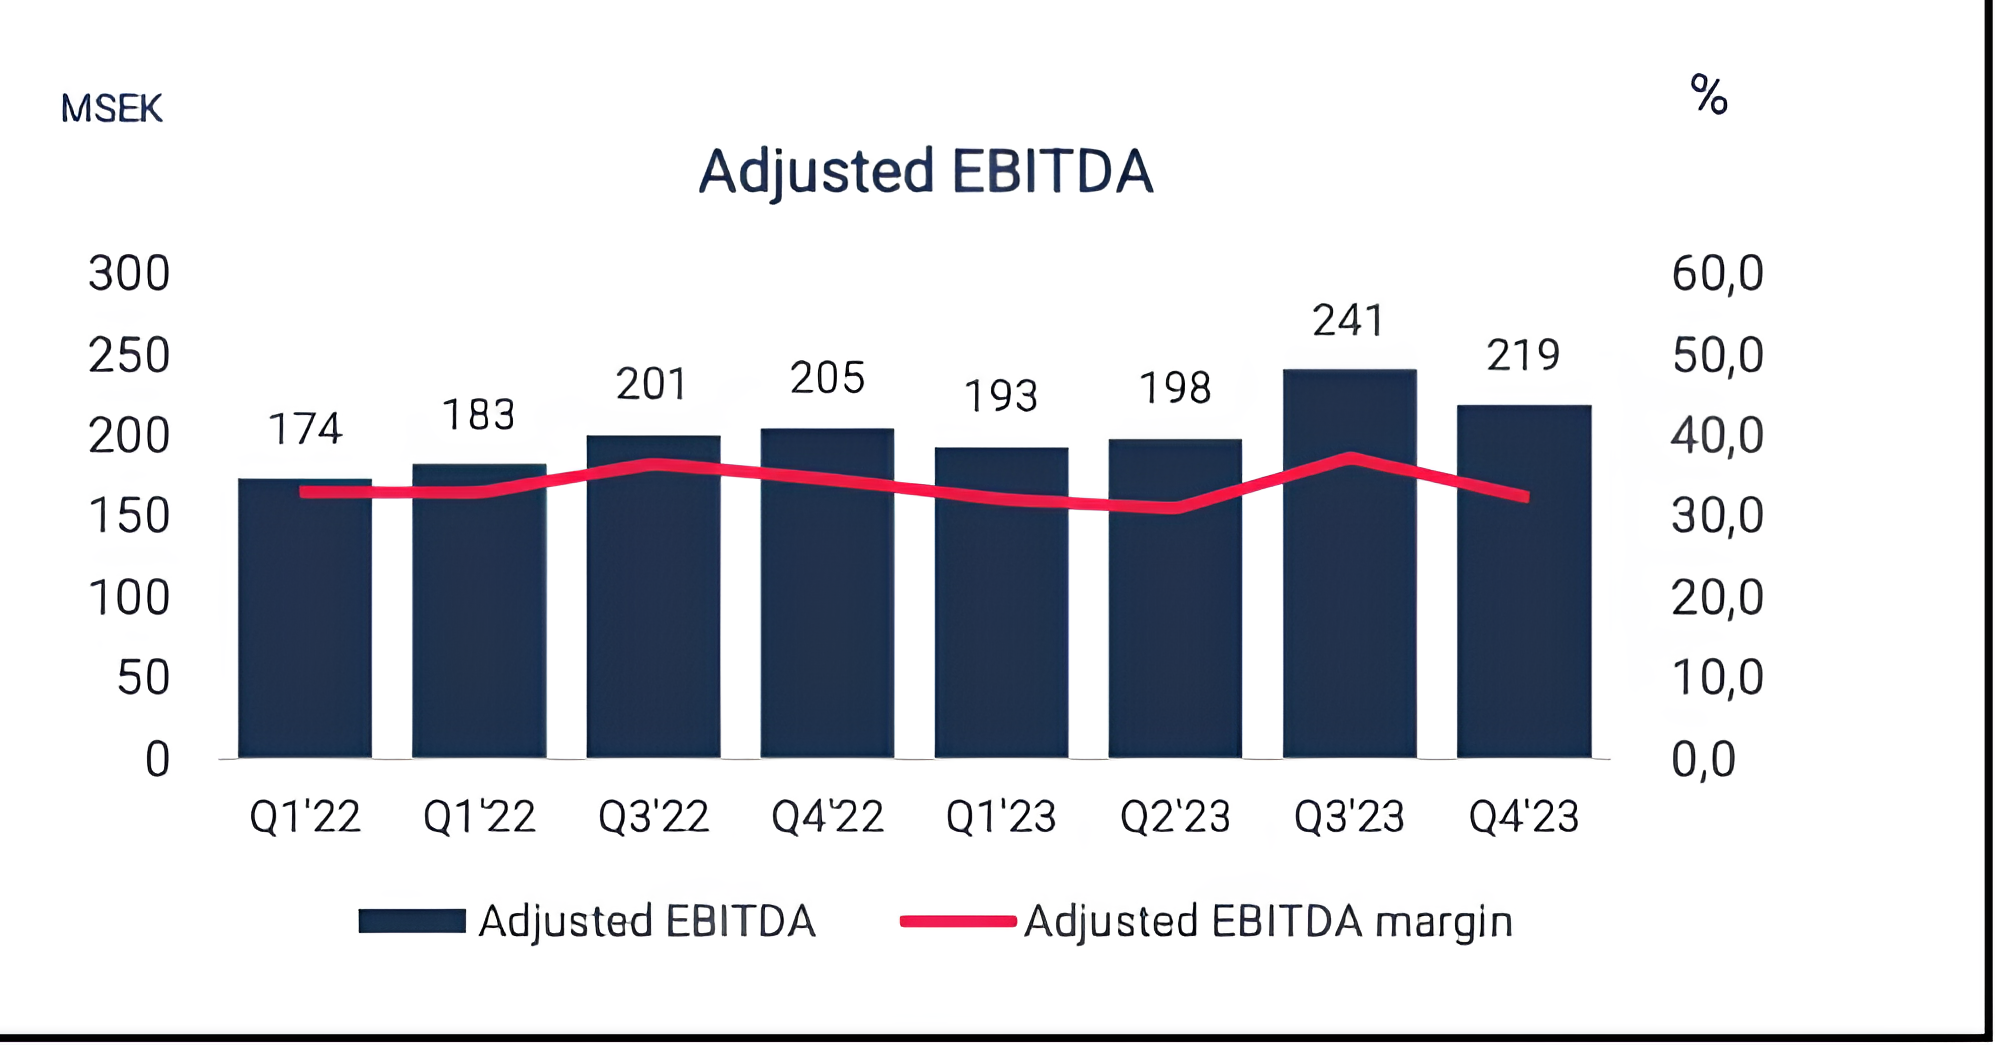 MSEK
%
Adjusted EBITDA
300
60,0
250
50,0
200
40,0
150
30,0
100
20,0
50
10,0
0
0,0
174
183
201
205
193
198
241
219
Q1'22
Q1'22
Q3'22
Q4'22
Q1'23
Q2'23
Q3'23
Q4'23
Adjusted EBITDA
Adjusted EBITDA margin